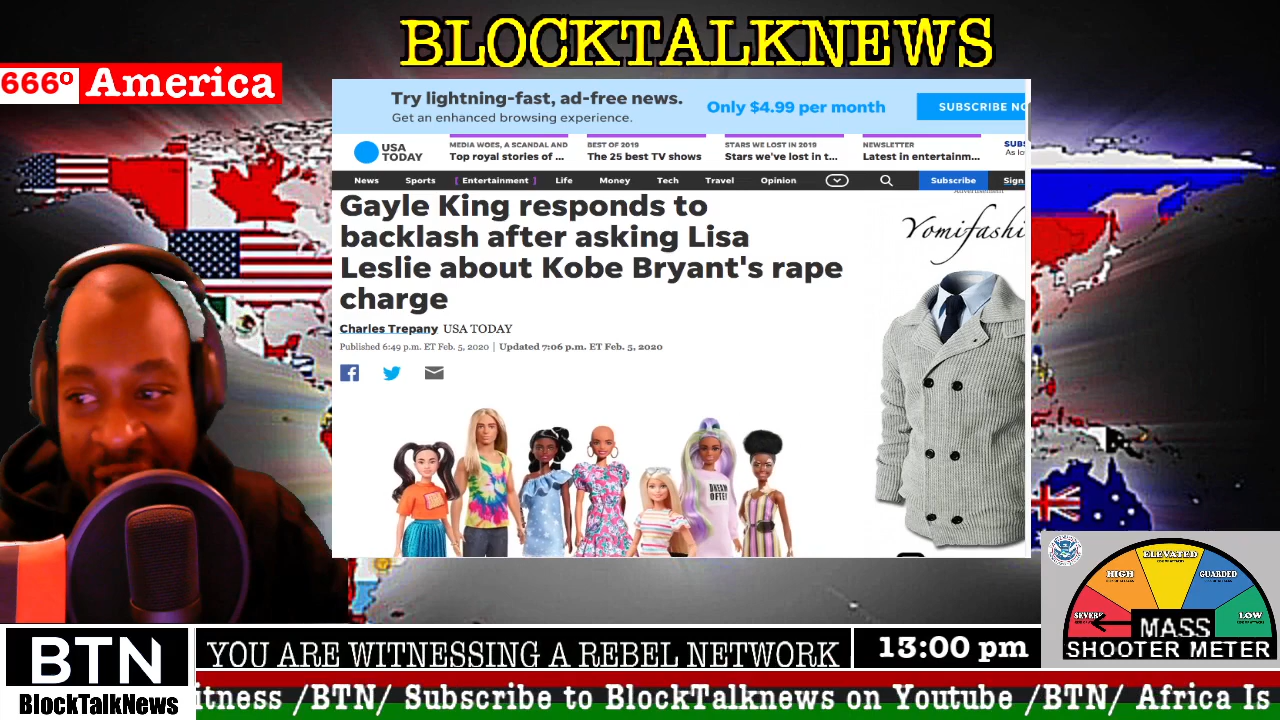 BLOCKTALKNEWS
666° America
Try lightning-fast, ad-free news.
Get an enhanced browsing experience.
Only $4.99 per month
SUBSCRIBE NO
USA
TODAY
MEDIA WOES, A SCANDAL AND
Top royal stories of ...
BEST OF 2019
The 25 best TV shows
STARS WE LOST IN 2019
Stars we've lost in t...
NEWSLETTER
Latest in entertainm...
SUBS
As lo
News Sports [ Entertainment ] Life Money Tech Travel Opinion Subscribe Sign
Advertisement
Gayle King responds to
backlash after asking Lisa
Leslie about Kobe Bryant's rape
charge
Charles Trepany USA TODAY
Published 6:49 p.m. ET Feb. 5, 2020 | Updated 7:06 p.m. ET Feb. 5, 2020
Yomifashi
DREAM
OFTEN
SEVERE
HIGH
ELEVATED
GUARDED
LOW
MASS
SHOOTER METER
BTN
BlockTalkNews
YOU ARE WITNESSING A REBEL NETWORK
13:00 pm
itness /BTN/ Subscribe to BlockTalknews on Youtube /BTN/ Africa Is